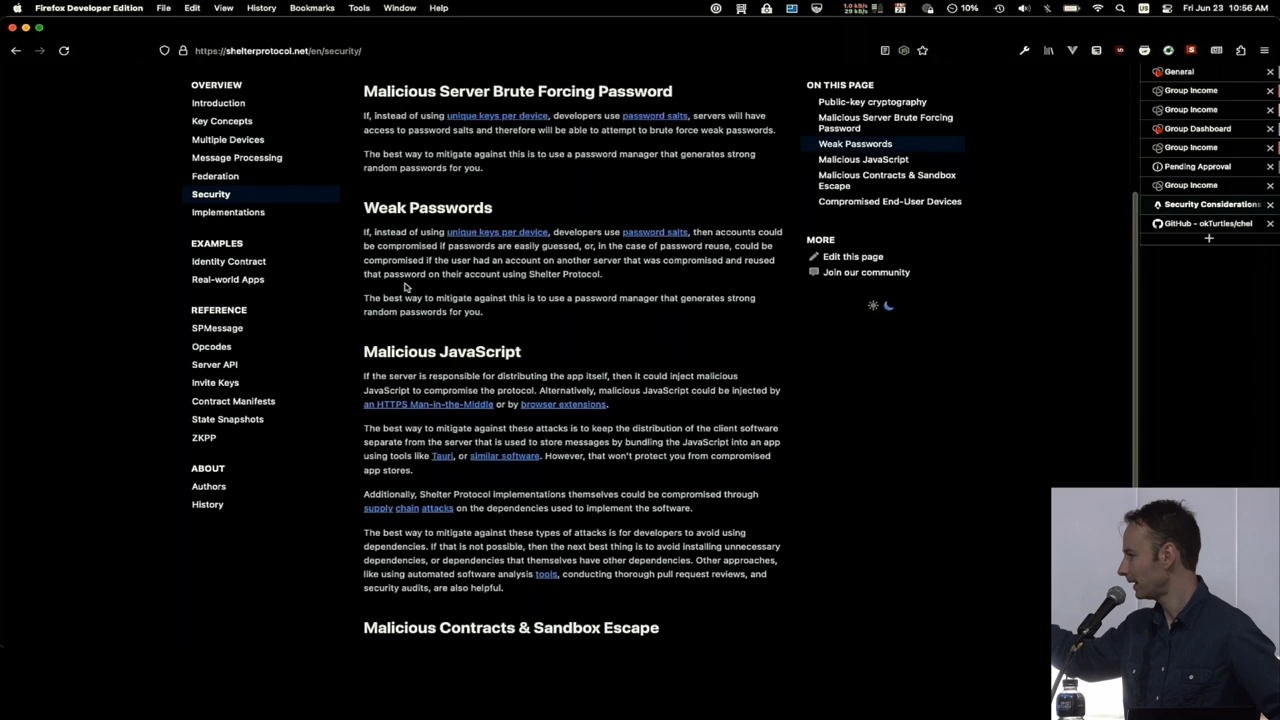 Firefox Developer Edition File Edit View History Bookmarks Tools Window Help 1.0 kB/s 29 kB/s 23 10% US Fri Jun 23 10:56 AM
https://shelterprotocol.net/en/security/
OVERVIEW
Introduction
Key Concepts
Multiple Devices
Message Processing
Federation
Security
Implementations
EXAMPLES
Identity Contract
Real-world Apps
REFERENCE
SPMessage
Opcodes
Server API
Invite Keys
Contract Manifests
State Snapshots
ZKPP
ABOUT
Authors
History
Malicious Server Brute Forcing Password
If, instead of using unique keys per device, developers use password salts, servers will have
access to password salts and therefore will be able to attempt to brute force weak passwords.
The best way to mitigate against this is to use a password manager that generates strong
random passwords for you.
Weak Passwords
If, instead of using unique keys per device, developers use password salts, then accounts could
be compromised if passwords are easily guessed, or, in the case of password reuse, could be
compromised if the user had an account on another server that was compromised and reused
that password on their account using Shelter Protocol.
The best way to mitigate against this is to use a password manager that generates strong
random passwords for you.
Malicious JavaScript
If the server is responsible for distributing the app itself, then it could inject malicious
JavaScript to compromise the protocol. Alternatively, malicious JavaScript could be injected by
an HTTPS Man-in-the-Middle or by browser extensions.
The best way to mitigate against these attacks is to keep the distribution of the client software
separate from the server that is used to store messages by bundling the JavaScript into an app
using tools like Tauri, or similar software. However, that won't protect you from compromised
app stores.
Additionally, Shelter Protocol implementations themselves could be compromised through
supply chain attacks on the dependencies used to implement the software.
The best way to mitigate against these types of attacks is for developers to avoid using
dependencies. If that is not possible, then the next best thing is to avoid installing unnecessary
dependencies, or dependencies that themselves have other dependencies. Other approaches,
like using automated software analysis tools, conducting thorough pull request reviews, and
security audits, are also helpful.
Malicious Contracts & Sandbox Escape
ON THIS PAGE
Public-key cryptography
Malicious Server Brute Forcing
Password
Weak Passwords
Malicious JavaScript
Malicious Contracts & Sandbox
Escape
Compromised End-User Devices
MORE
Edit this page
Join our community
General
Group Income
Group Income
Group Dashboard
Group Income
Pending Approval
Group Income
Security Considerations
GitHub - okTurtles/chel